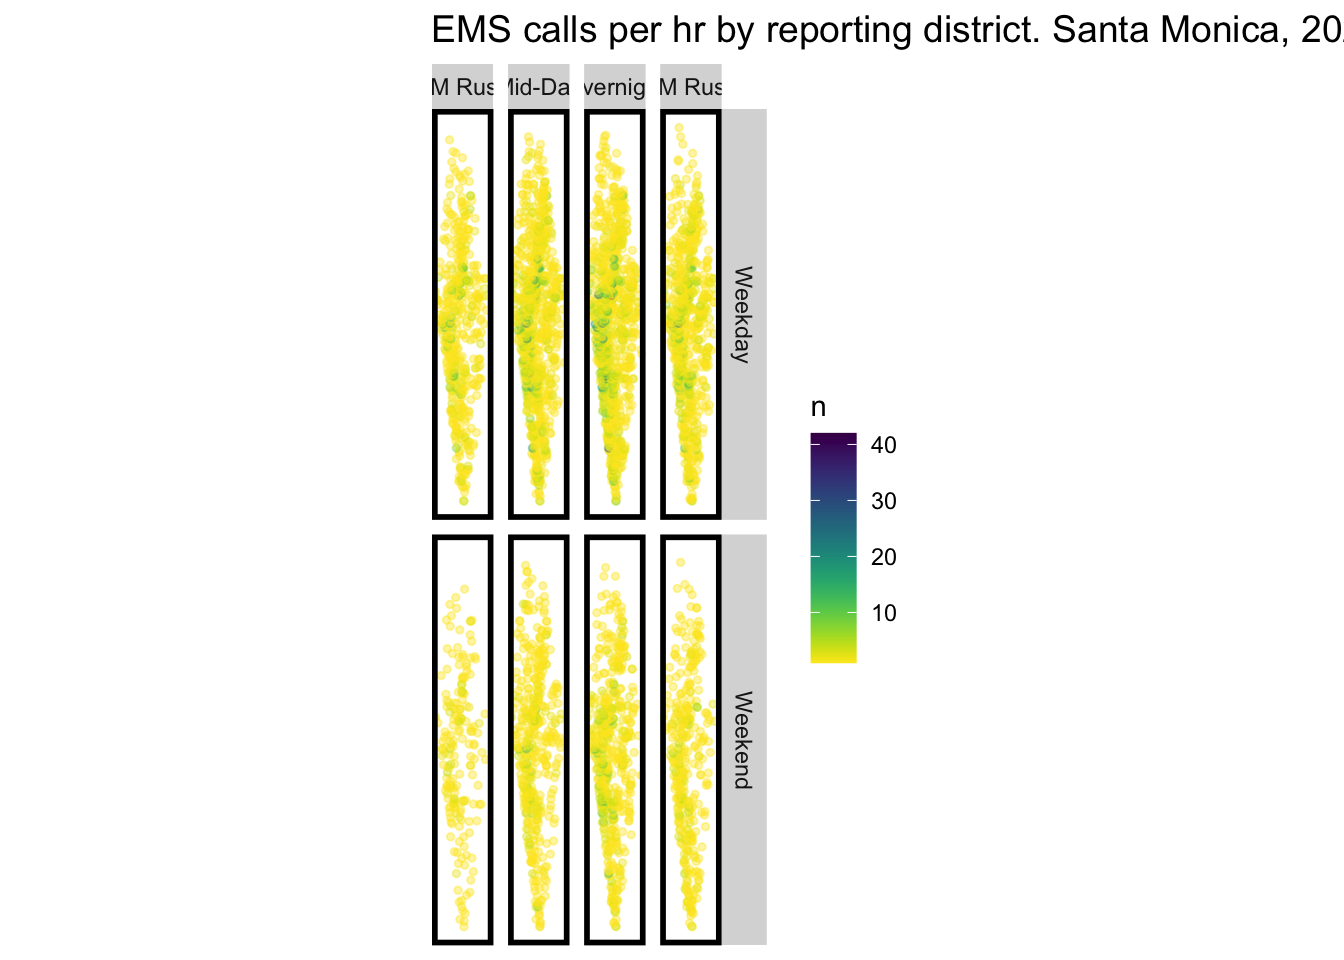 EMS calls per hr by reporting district. Santa Monica, 20
M Rus Mid-Da vernig M Rus
Weekday
n
40
30
20
10
Weekend